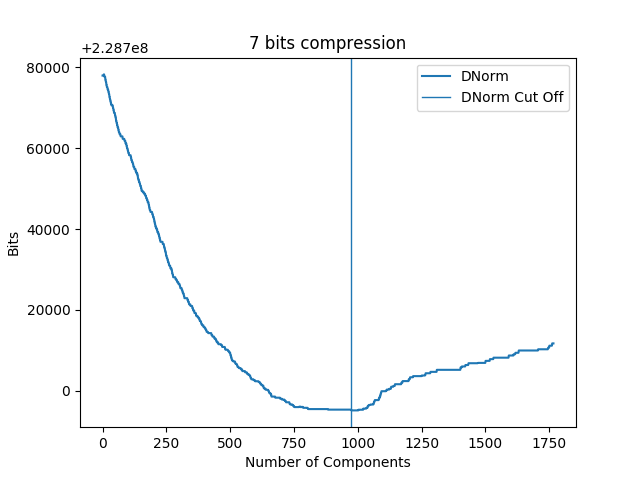 7 bits compression
+2.287e8
80000
60000
40000
20000
0
Bits
DNorm
DNorm Cut Off
0 250 500 750 1000 1250 1500 1750
Number of Components